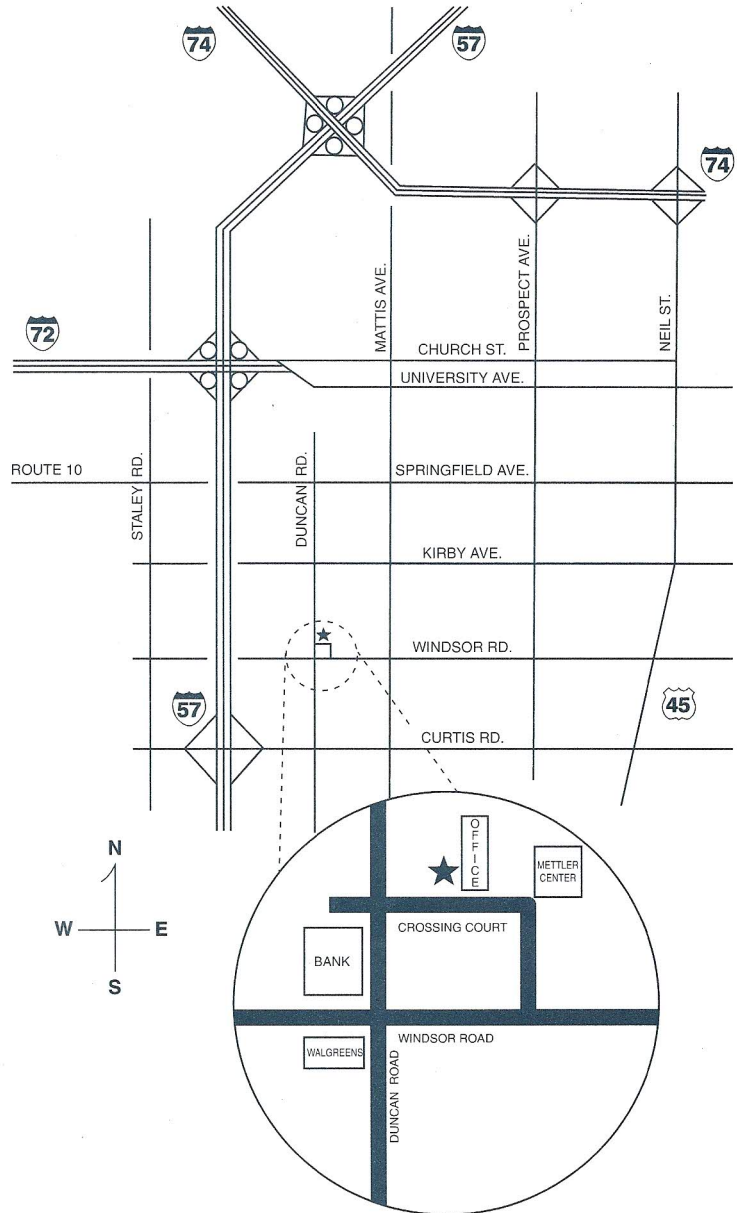 74
57
74
MATTIS AVE.
PROSPECT AVE.
NEIL ST.
72
CHURCH ST.
UNIVERSITY AVE.
ROUTE 10
STALEY RD.
DUNCAN RD.
SPRINGFIELD AVE.
KIRBY AVE.
WINDSOR RD.
57
45
CURTIS RD.
N
W
E
S
OFFICE
METTLER
CENTER
CROSSING COURT
BANK
WINDSOR ROAD
WALGREENS
DUNCAN ROAD